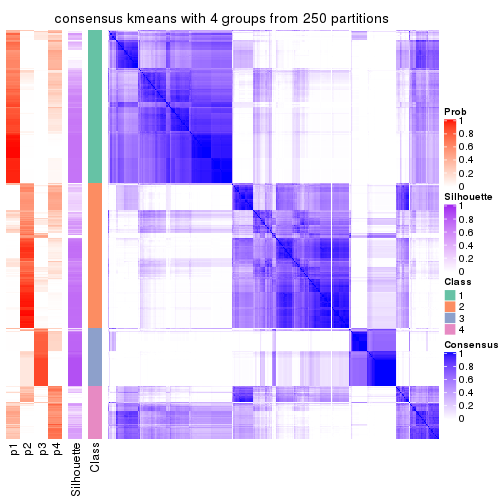 consensus kmeans with 4 groups from 250 partitions
p1
p2
p3
p4
Silhouette
Class
Prob
1
0.8
0.6
0.4
0.2
0
Silhouette
1
0.8
0.6
0.4
0.2
0
Class
1
2
3
4
Consensus
1
0.8
0.6
0.4
0.2
0